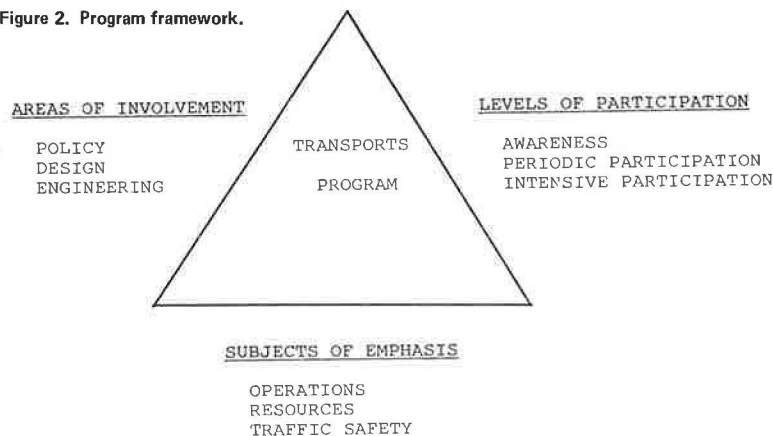 Figure 2. Program framework.
AREAS OF INVOLVEMENT
POLICY
DESIGN
ENGINEERING
TRANSPORTS
PROGRAM
LEVELS OF PARTICIPATION
AWARENESS
PERIODIC PARTICIPATION
INTENSIVE PARTICIPATION
SUBJECTS OF EMPHASIS
OPERATIONS
RESOURCES
TRAFFIC SAFETY